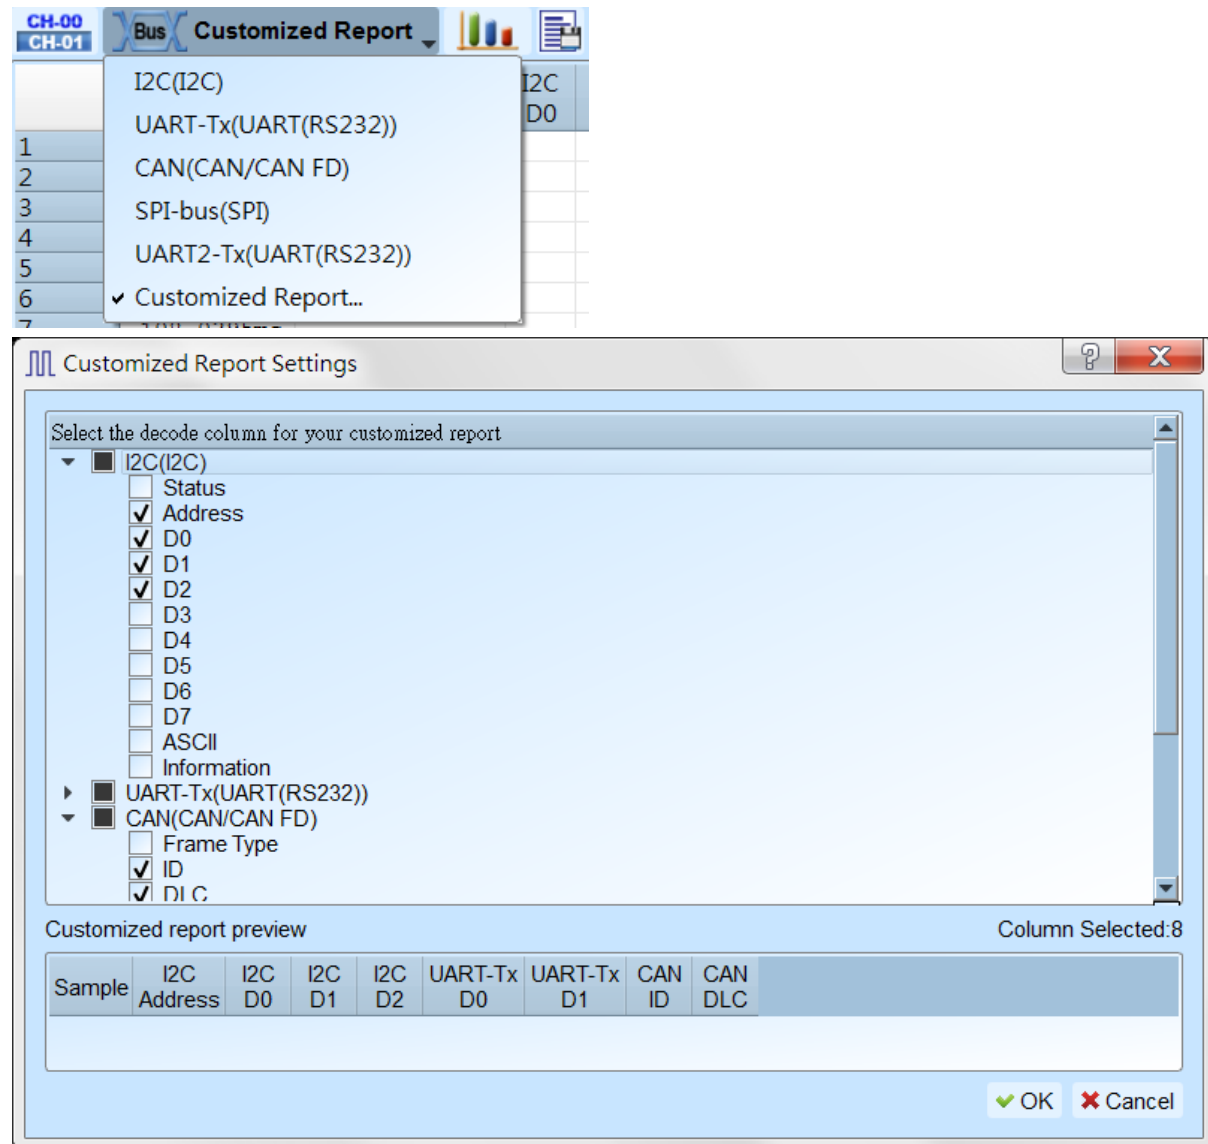 CH-00
CH-01
Bus Customized Report
I2C(I2C)
UART-Tx(UART(RS232))
CAN(CAN/CAN FD)
SPI-bus(SPI)
UART2-Tx(UART(RS232))
Customized Report...
I2C
D0
1
2
3
4
5
6
7
Customized Report Settings
Select the decode column for your customized report
I2C(I2C)
Status
Address
D0
D1
D2
D3
D4
D5
D6
D7
ASCII
Information
UART-Tx(UART(RS232))
CAN(CAN/CAN FD)
Frame Type
ID
DLC
Customized report preview Column Selected:8
Sample I2C I2C I2C I2C UART-Tx UART-Tx CAN CAN
Address D0 D1 D2 D0 D1 ID DLC
OK Cancel